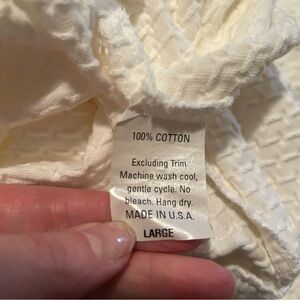 100% COTTON
Excluding Trim
Machine wash cool,
gentle cycle. No
bleach. Hang dry.
MADE IN U.S.A.
LARGE